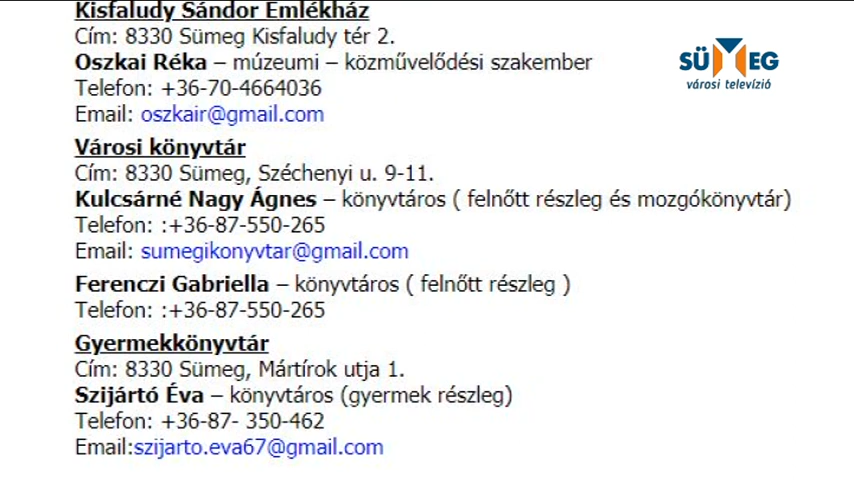 Kisfaludy Sándor Emlékház
Cím: 8330 Sümeg Kisfaludy tér 2.
Oszkai Réka – múzeumi – közművelődési szakember
Telefon: +36-70-4664036
Email: oszkair@gmail.com
SÜMEG
városi televízió
Városi könyvtár
Cím: 8330 Sümeg, Széchenyi u. 9-11.
Kulcsárné Nagy Ágnes – könyvtáros ( felnőtt részleg és mozgókönyvtár)
Telefon: :+36-87-550-265
Email: sumegikonyvtar@gmail.com
Ferenczi Gabriella – könyvtáros ( felnőtt részleg )
Telefon: :+36-87-550-265
Gyermekkönyvtár
Cím: 8330 Sümeg, Mártírok utja 1.
Szijártó Éva – könyvtáros (gyermek részleg)
Telefon: +36-87- 350-462
Email:szijarto.eva67@gmail.com